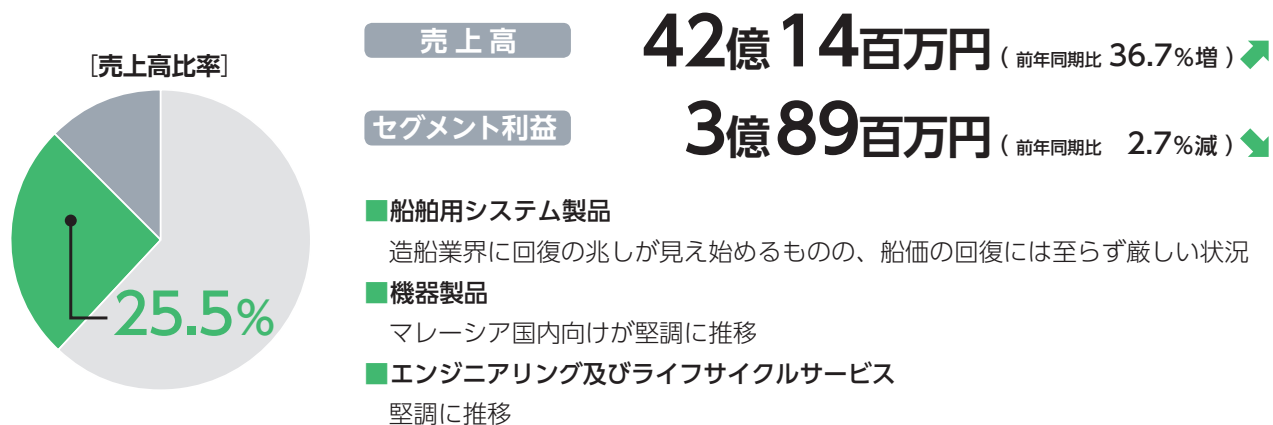 [売上高比率]
25.5%
売上高
42億14百万円(前年同期比 36.7%増)
セグメント利益
3億89百万円(前年同期比 2.7%減)
■船舶用システム製品
造船業界に回復の兆しが見え始めるものの、船価の回復には至らず厳しい状況
■機器製品
マレーシア国内向けが堅調に推移
■エンジニアリング及びライフサイクルサービス
堅調に推移